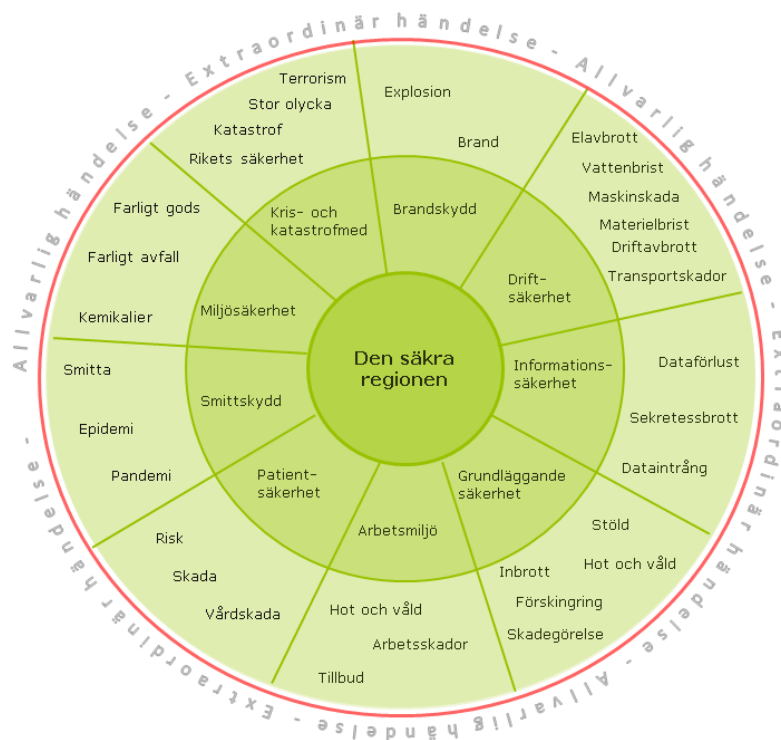 Extraordinär händelse - Allvarlig händelse - Extraordinär händelse - Allvarlig händelse - Extraordinär händelse - Allvarlig händelse -
Den säkra
regionen
Brandskydd
Explosion
Brand
Drift-
säkerhet
Elavbrott
Vattenbrist
Maskinskada
Materielbrist
Driftavbrott
Transportskador
Informations-
säkerhet
Dataförlust
Sekretessbrott
Dataintrång
Grundläggande
säkerhet
Stöld
Hot och våld
Inbrott
Förskingring
Skadegörelse
Arbetsmiljö
Hot och våld
Arbetsskador
Tillbud
Patient-
säkerhet
Risk
Skada
Vårdskada
Smittskydd
Smitta
Epidemi
Pandemi
Miljösäkerhet
Farligt gods
Farligt avfall
Kemikalier
Kris- och
katastrofmed
Terrorism
Stor olycka
Katastrof
Rikets säkerhet